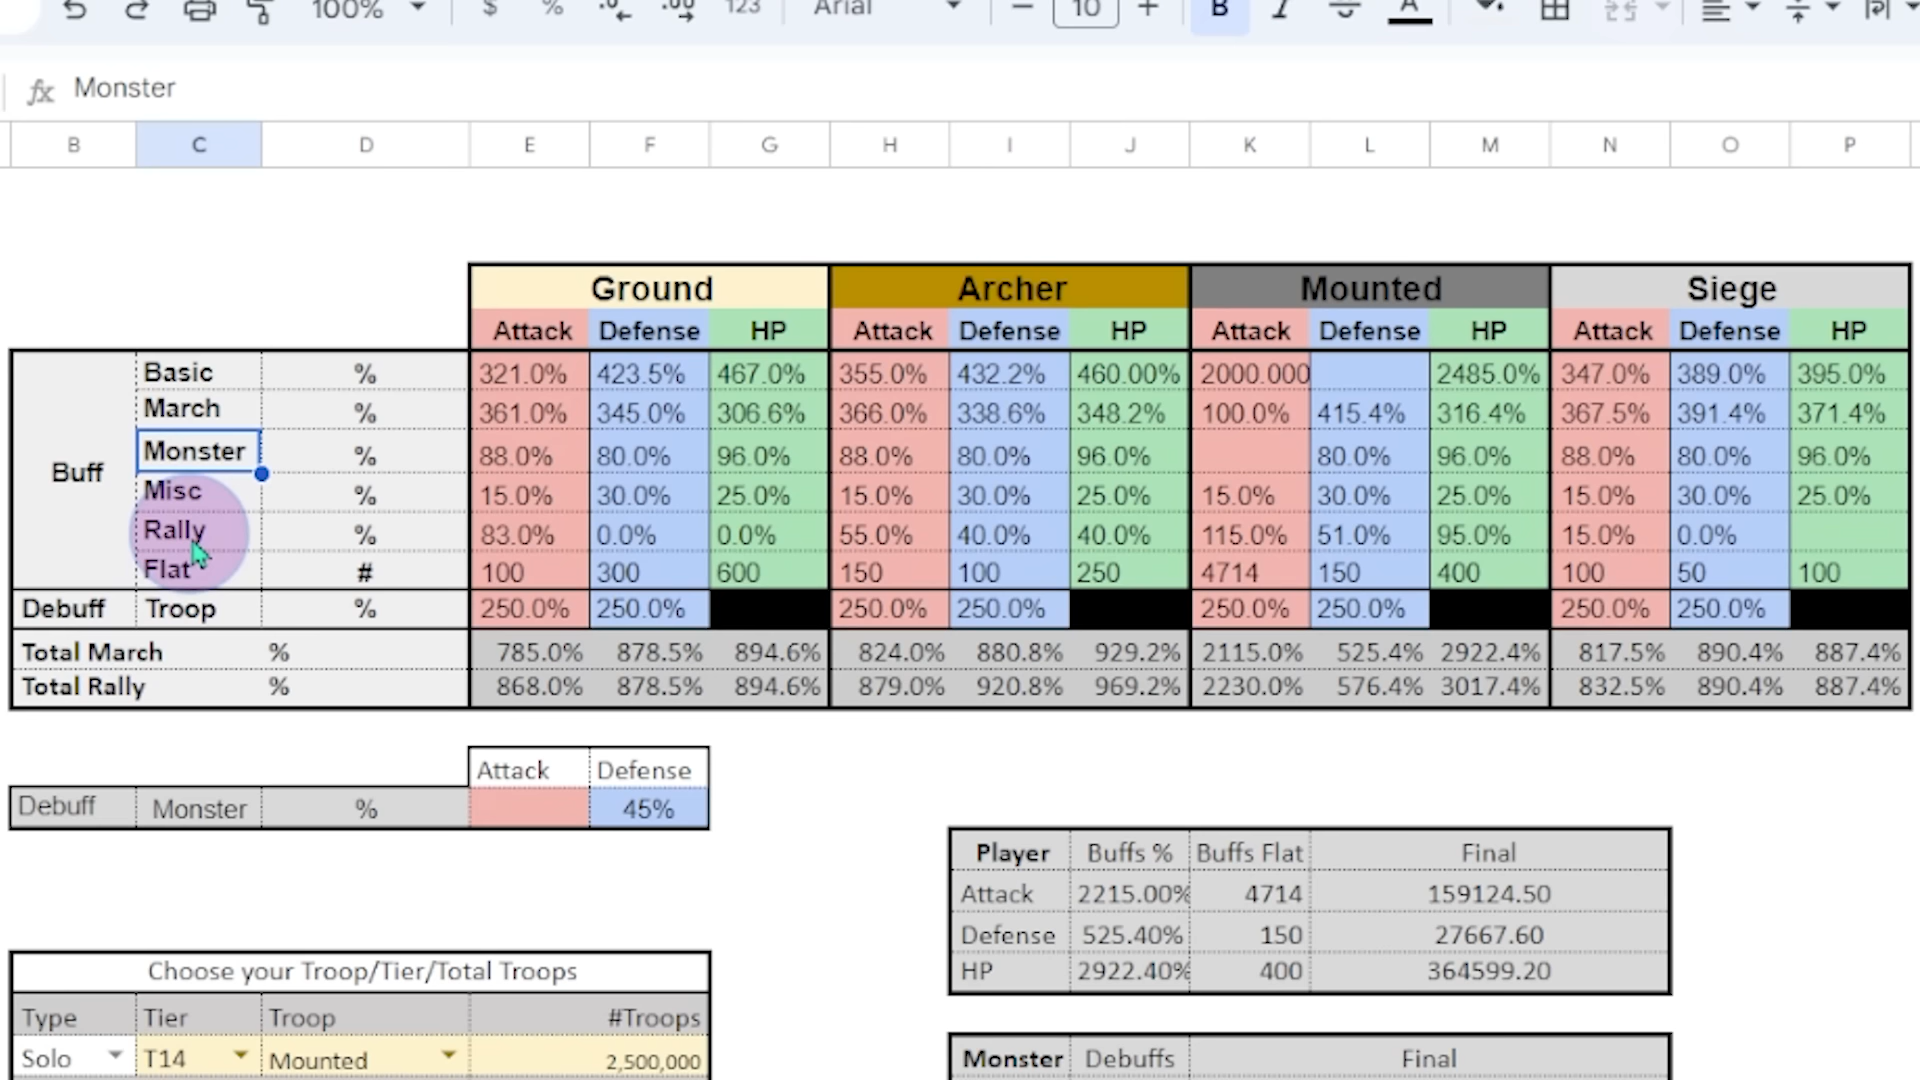 100% $ % .0 .00 123 Arial 10 B I A
fx Monster
B C D E F G H I J K L M N O P
Ground Archer Mounted Siege
Attack Defense HP Attack Defense HP Attack Defense HP Attack Defense HP
Basic % 321.0% 423.5% 467.0% 355.0% 432.2% 460.00% 2000.000 2485.0% 347.0% 389.0% 395.0%
March % 361.0% 345.0% 306.6% 366.0% 338.6% 348.2% 100.0% 415.4% 316.4% 367.5% 391.4% 371.4%
Monster % 88.0% 80.0% 96.0% 88.0% 80.0% 96.0% 80.0% 96.0% 88.0% 80.0% 96.0%
Buff
Misc % 15.0% 30.0% 25.0% 15.0% 30.0% 25.0% 15.0% 30.0% 25.0% 15.0% 30.0% 25.0%
Rally % 83.0% 0.0% 0.0% 55.0% 40.0% 40.0% 115.0% 51.0% 95.0% 15.0% 0.0%
Flat # 100 300 600 150 100 250 4714 150 400 100 50 100
Debuff Troop % 250.0% 250.0% 250.0% 250.0% 250.0% 250.0% 250.0% 250.0%
Total March % 785.0% 878.5% 894.6% 824.0% 880.8% 929.2% 2115.0% 525.4% 2922.4% 817.5% 890.4% 887.4%
Total Rally % 868.0% 878.5% 894.6% 879.0% 920.8% 969.2% 2230.0% 576.4% 3017.4% 832.5% 890.4% 887.4%
Attack Defense
Debuff Monster % 45%
Player Buffs % Buffs Flat Final
Attack 2215.00% 4714 159124.50
Defense 525.40% 150 27667.60
HP 2922.40% 400 364599.20
Choose your Troop/Tier/Total Troops
Type Tier Troop #Troops
Solo T14 Mounted 2,500,000
Monster Debuffs Final